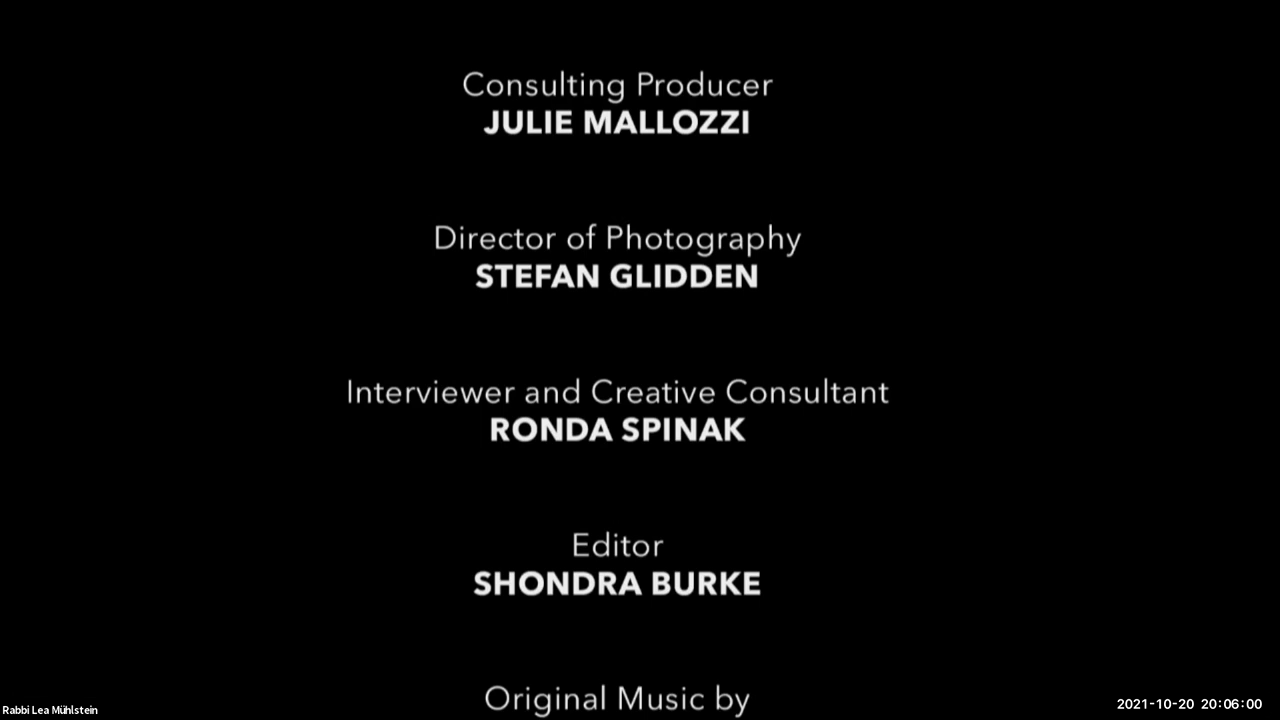 Consulting Producer
JULIE MALLOZZI
Director of Photography
STEFAN GLIDDEN
Interviewer and Creative Consultant
RONDA SPINAK
Editor
SHONDRA BURKE
Original Music by
Rabbi Lea Mühlstein
2021-10-20 20:06:00